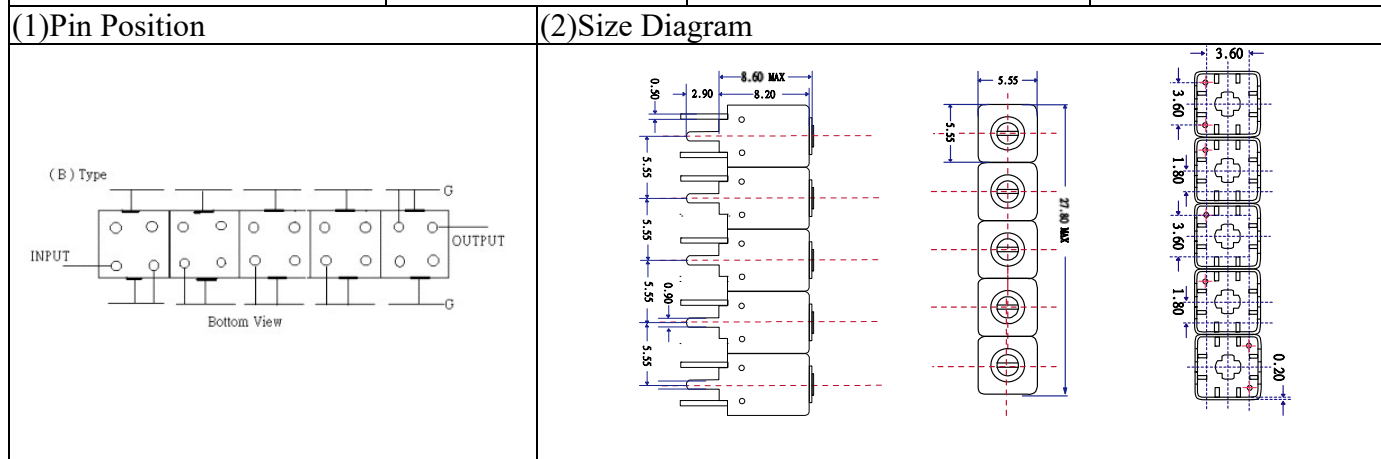 (1)Pin Position
(2)Size Diagram
(B) Type
G
INPUT
OUTPUT
G
Bottom View
8.60 MAX
0.50
2.90
8.20
5.55
5.55
5.55
0.90
5.55
5.55
5.55
27.80 MAX
3.60
3.60
1.80
3.60
1.80
0.20